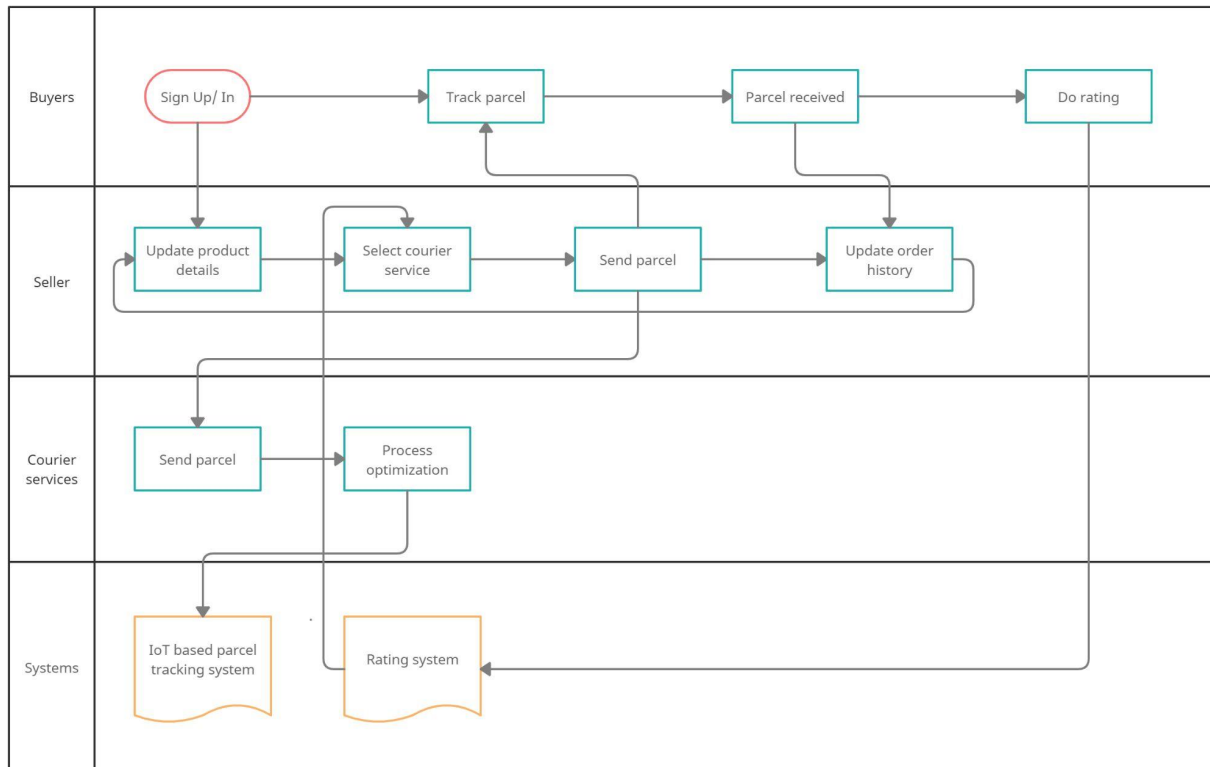 Buyers
Sign Up/ In
Track parcel
Parcel received
Do rating
Seller
Update product
details
Select courier
service
Send parcel
Update order
history
Courier
services
Send parcel
Process
optimization
Systems
IoT based parcel
tracking system
Rating system